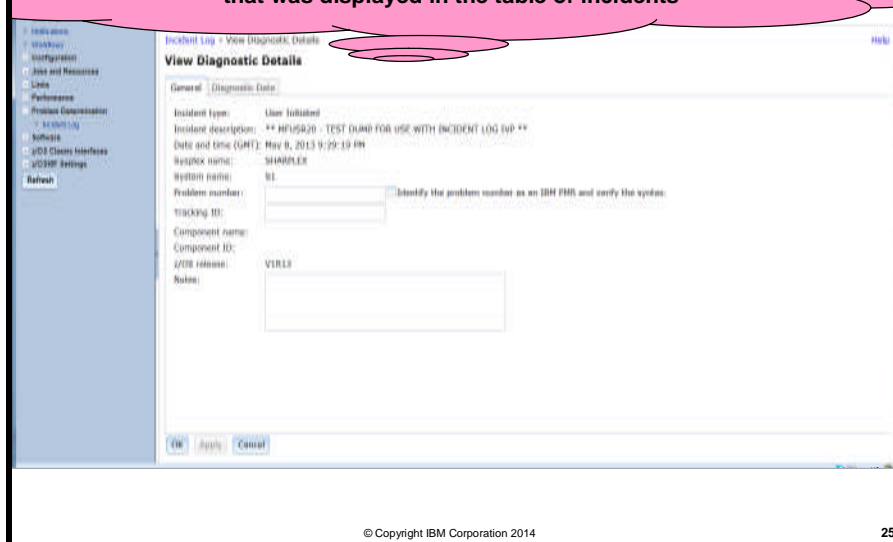 that was displayed in the table of incidents
Incident Log › View Diagnostic Details
Help
View Diagnostic Details
Workflows
Configuration
Jobs and Resources
Links
Performance
Problem Determination
Incident Log
Software
z/OS Classic Interfaces
z/OSMF Settings
Refresh
General
Diagnostic Data
Incident type: User Initiated
Incident description: ** MFUSR20 - TEST DUMP FOR USE WITH INCIDENT LOG IVP **
Date and time (GMT): May 8, 2013 9:29:19 PM
Sysplex name: SHARPLEX
System name: S1
Problem number: Identify the problem number as an IBM PMR and verify the syntax.
Tracking ID:
Component name:
Component ID:
z/OS release: V1R13
Notes:
OK
Apply
Cancel
© Copyright IBM Corporation 2014
25